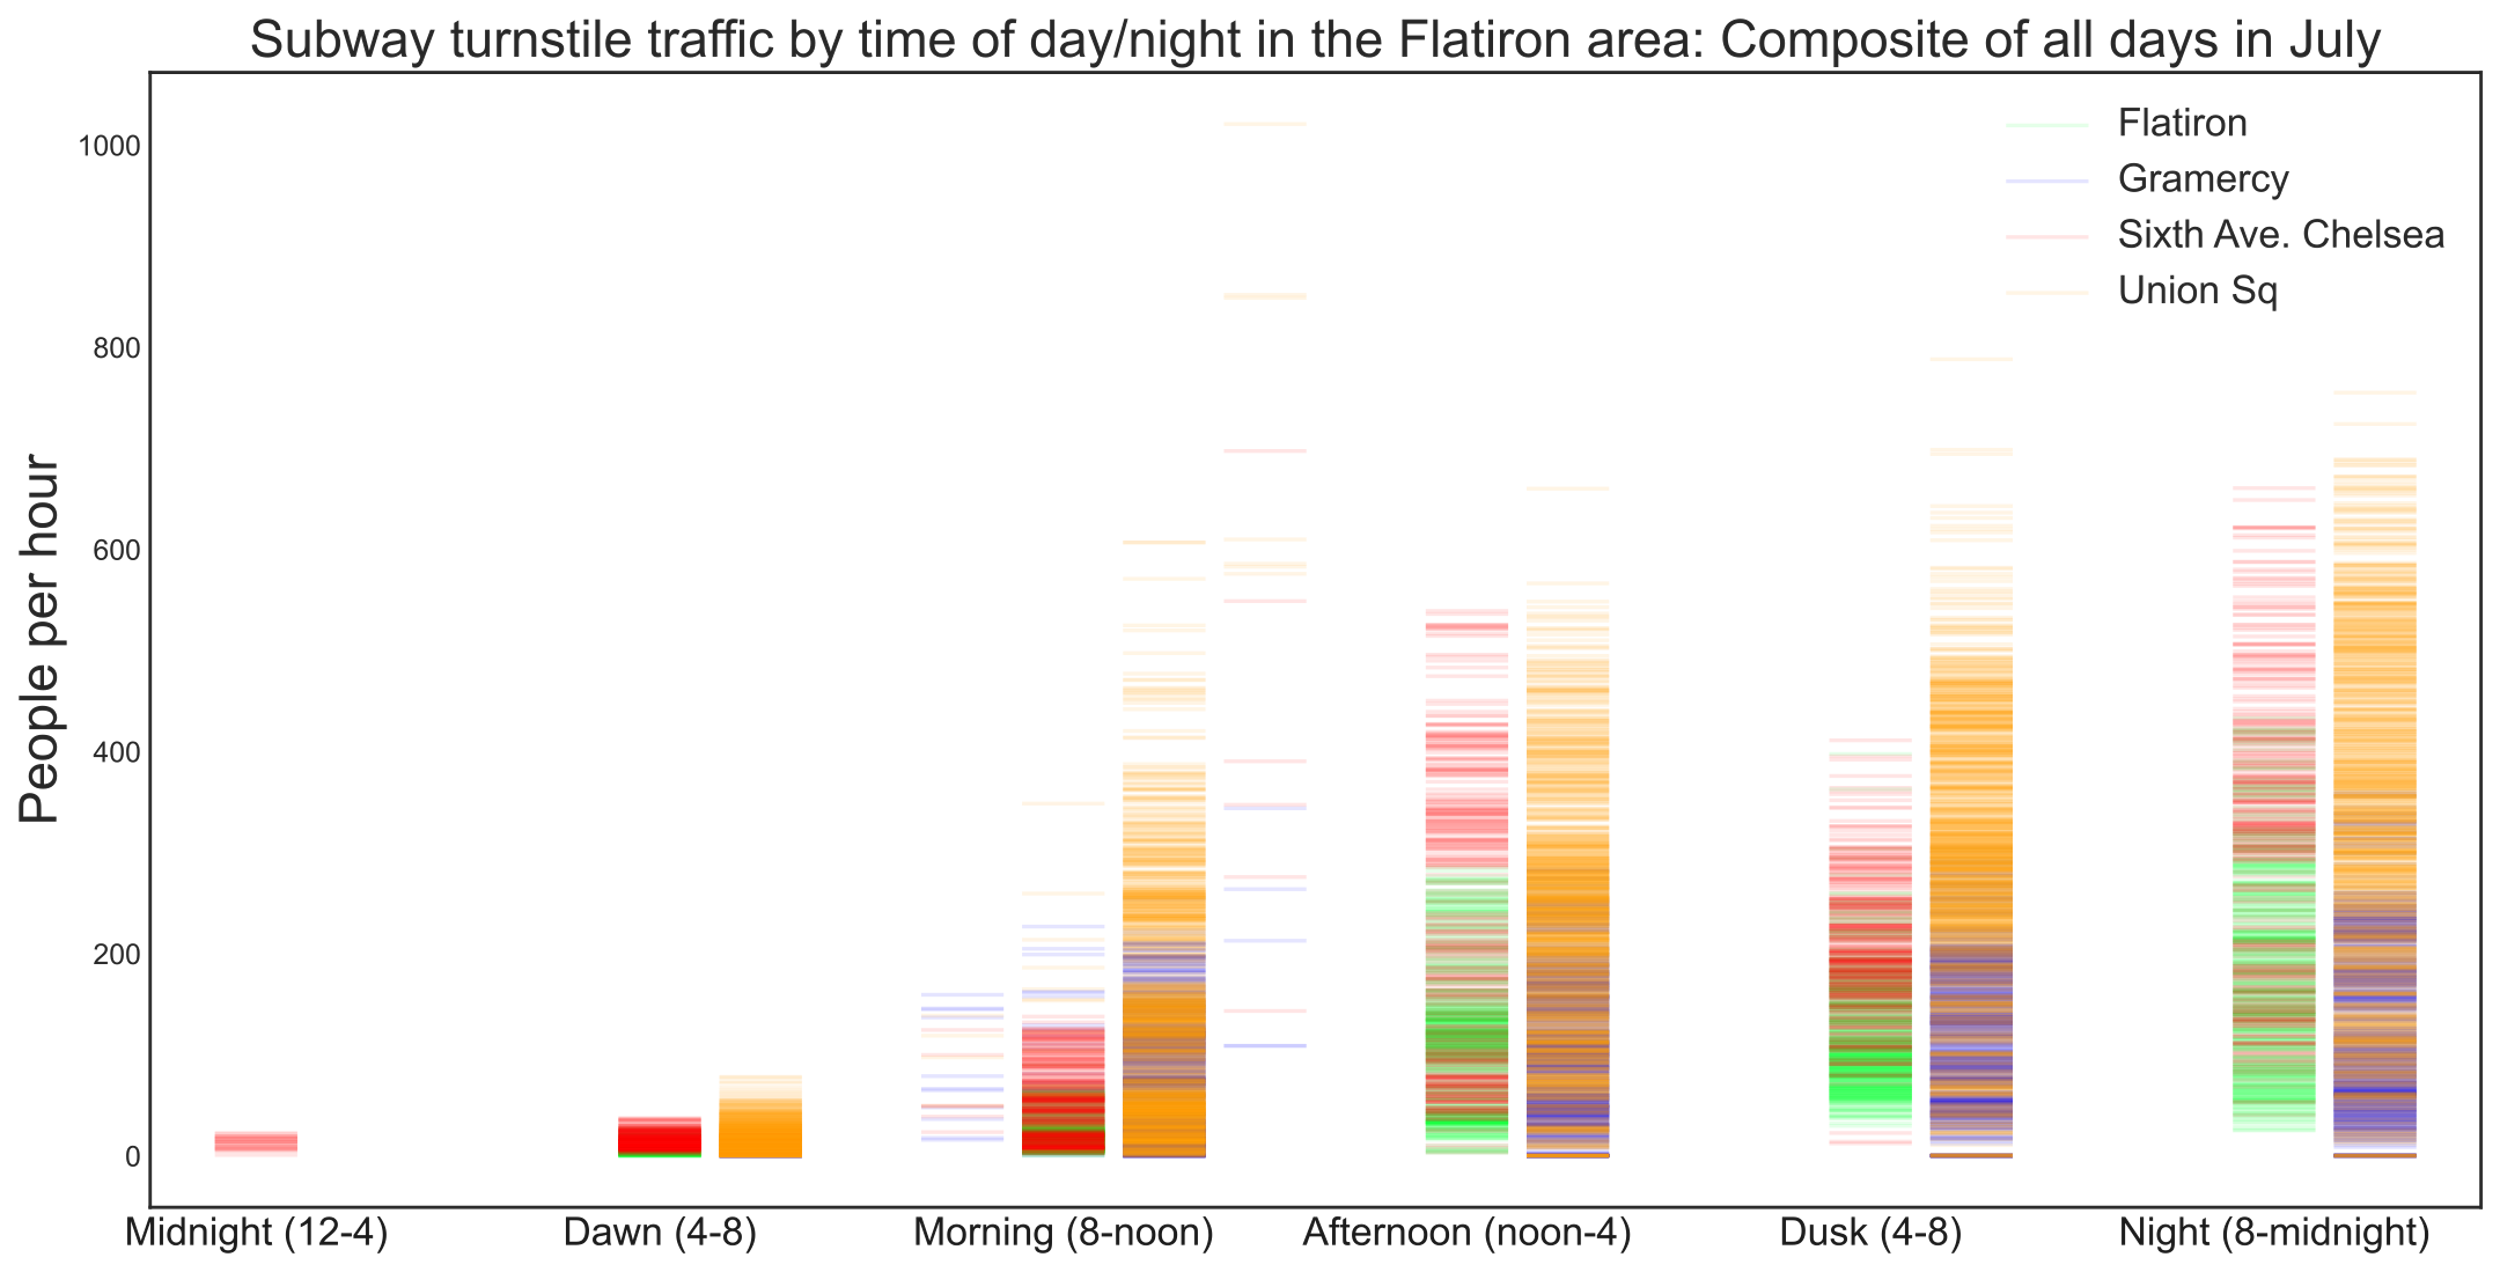 Subway turnstile traffic by time of day/night in the Flatiron area: Composite of all days in July
Flatiron
Gramercy
Sixth Ave. Chelsea
Union Sq
People per hour
1000
800
600
400
200
0
Midnight (12-4)
Dawn (4-8)
Morning (8-noon)
Afternoon (noon-4)
Dusk (4-8)
Night (8-midnight)